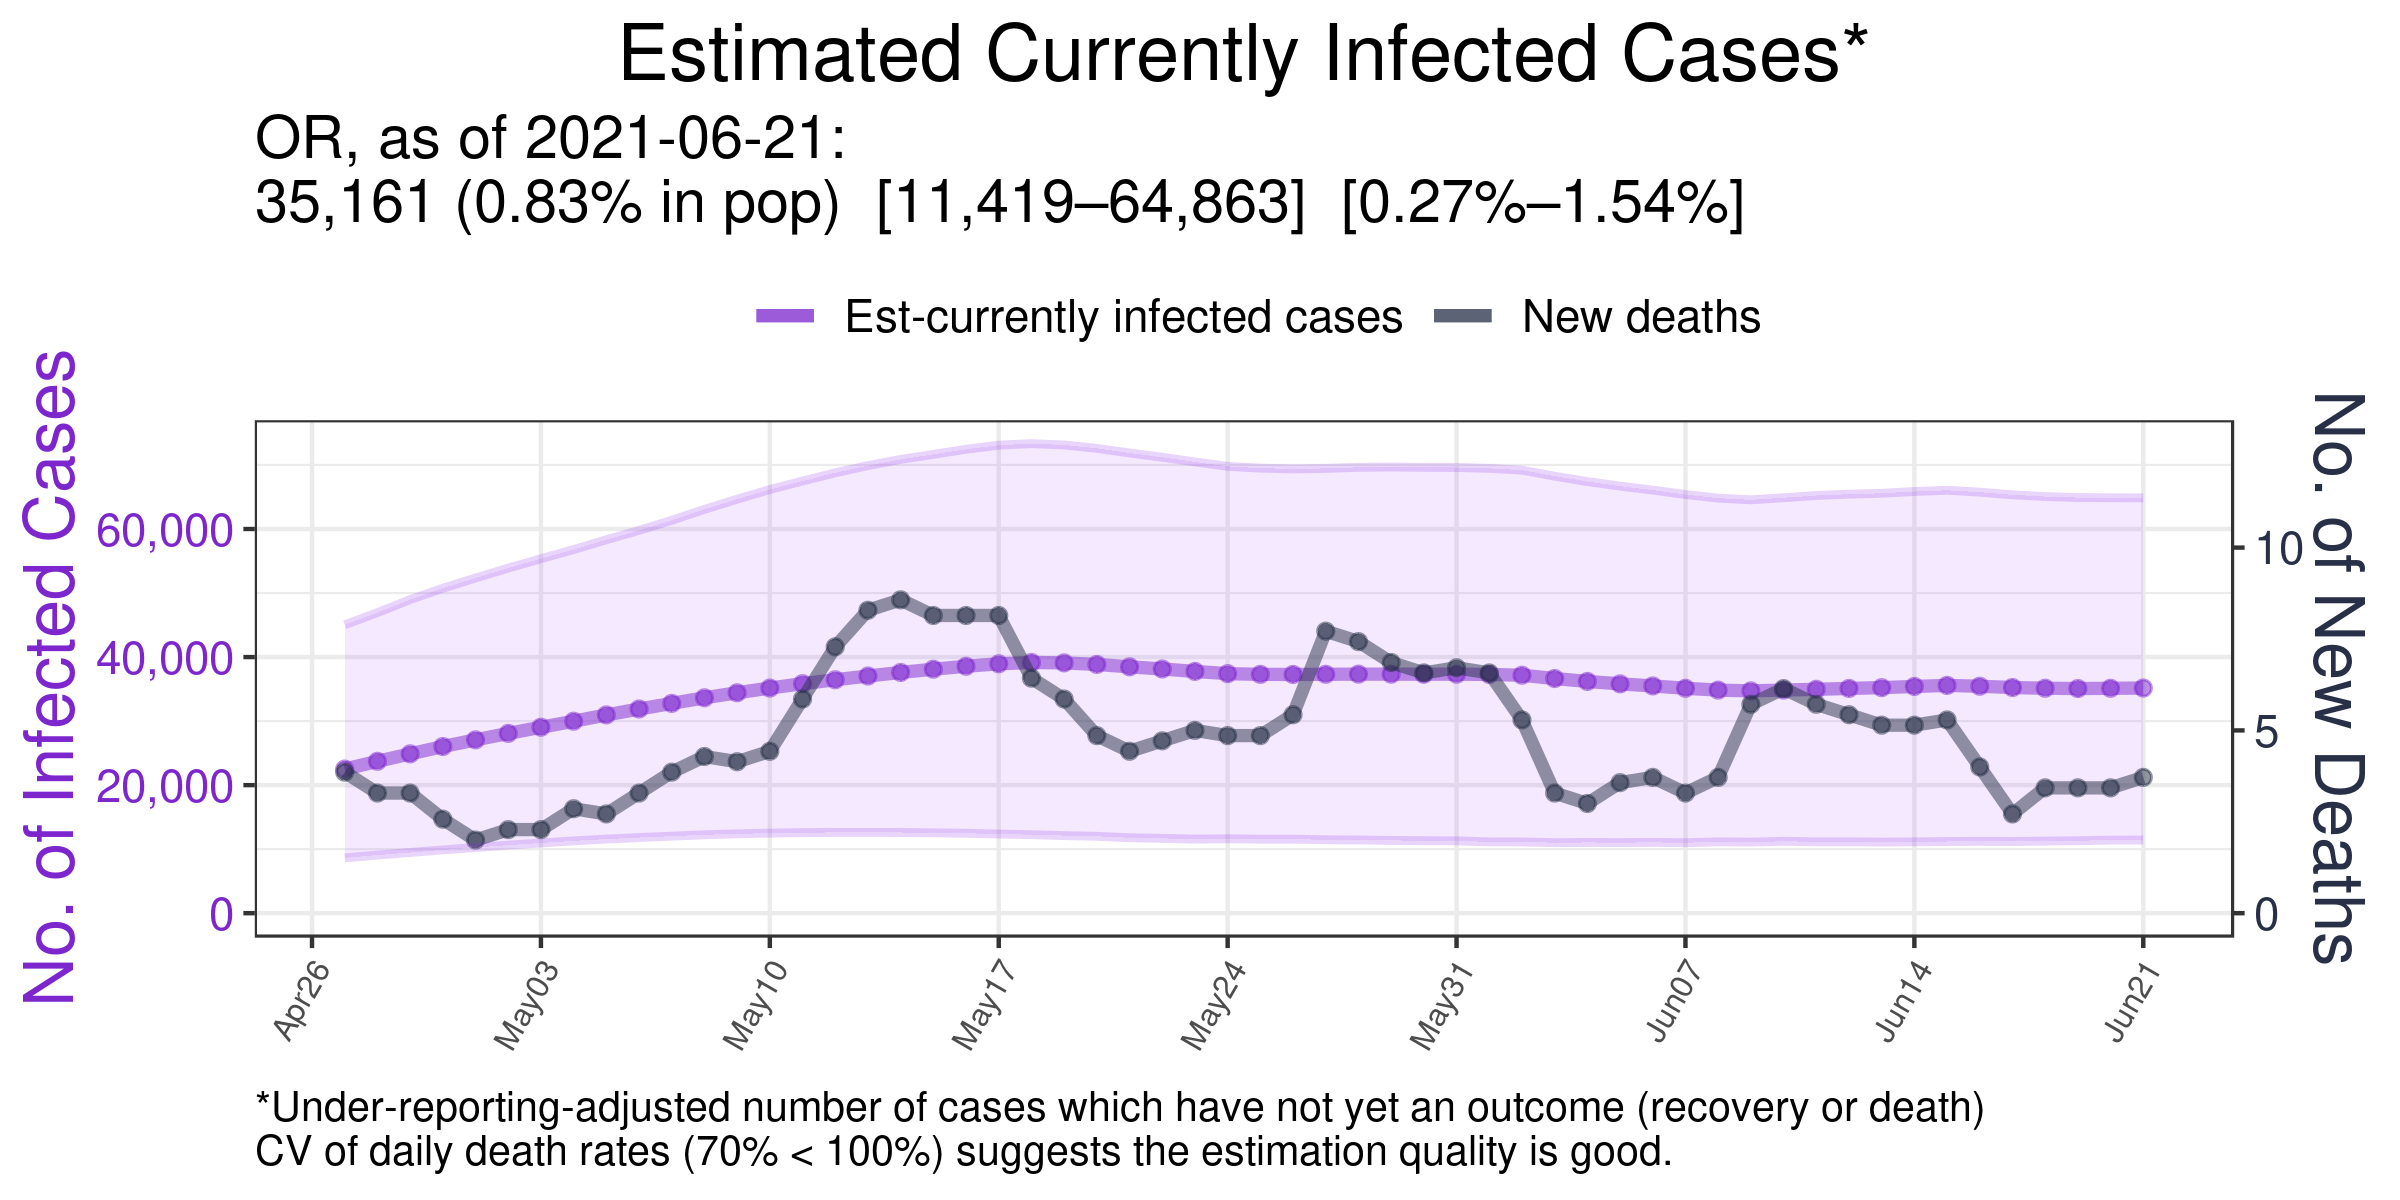 Estimated Currently Infected Cases*
OR, as of 2021-06-21:
35,161 (0.83% in pop)  [11,419–64,863]  [0.27%–1.54%]
Est-currently infected cases
New deaths
No. of Infected Cases
60,000
40,000
20,000
0
10
5
0
No. of New Deaths
Apr26
May03
May10
May17
May24
May31
Jun07
Jun14
Jun21
*Under-reporting-adjusted number of cases which have not yet an outcome (recovery or death)
CV of daily death rates (70% < 100%) suggests the estimation quality is good.